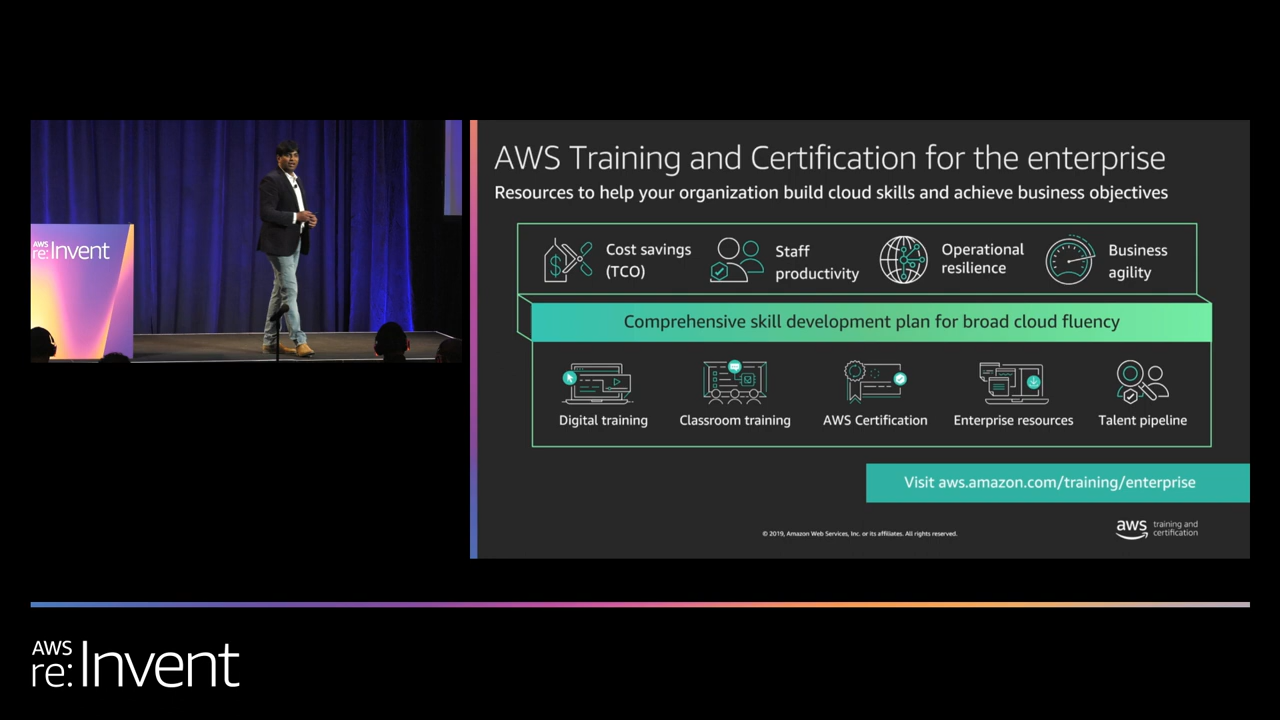 AWS
re:Invent
AWS Training and Certification for the enterprise
Resources to help your organization build cloud skills and achieve business objectives
Cost savings
(TCO)
Staff
productivity
Operational
resilience
Business
agility
Comprehensive skill development plan for broad cloud fluency
Digital training
Classroom training
AWS Certification
Enterprise resources
Talent pipeline
Visit aws.amazon.com/training/enterprise
© 2019, Amazon Web Services, Inc. or its affiliates. All rights reserved.
aws
training and
certification
AWS
re:Invent